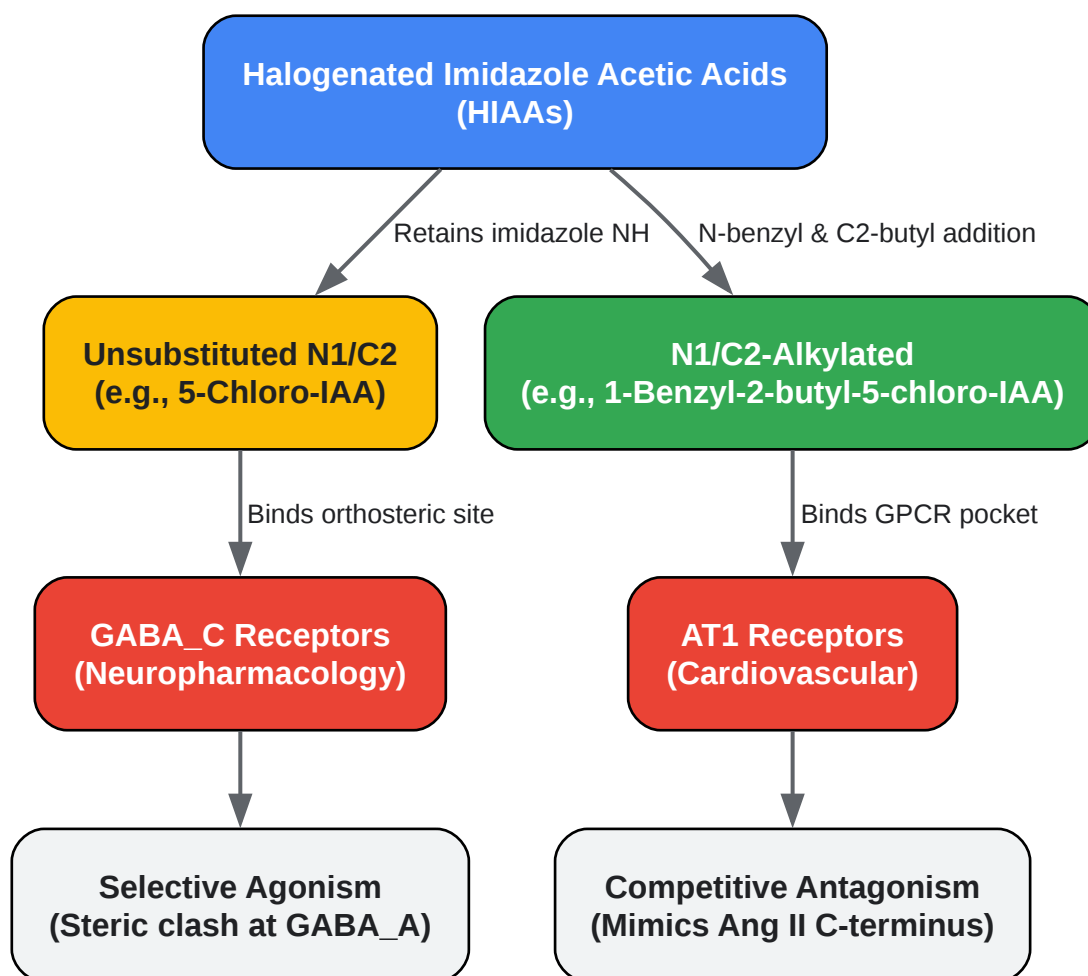 Halogenated Imidazole Acetic Acids
(HIAAs)
Retains imidazole NH
N-benzyl & C2-butyl addition
Unsubstituted N1/C2
(e.g., 5-Chloro-IAA)
N1/C2-Alkylated
(e.g., 1-Benzyl-2-butyl-5-chloro-IAA)
Binds orthosteric site
Binds GPCR pocket
GABA_C Receptors
(Neuropharmacology)
AT1 Receptors
(Cardiovascular)
Selective Agonism
(Steric clash at GABA_A)
Competitive Antagonism
(Mimics Ang II C-terminus)